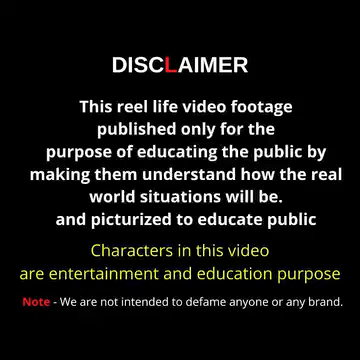 DISCLAIMER
This reel life video footage
published only for the
purpose of educating the public by
making them understand how the real
world situations will be.
and picturized to educate public
Characters in this video
are entertainment and education purpose
Note - We are not intended to defame anyone or any brand.